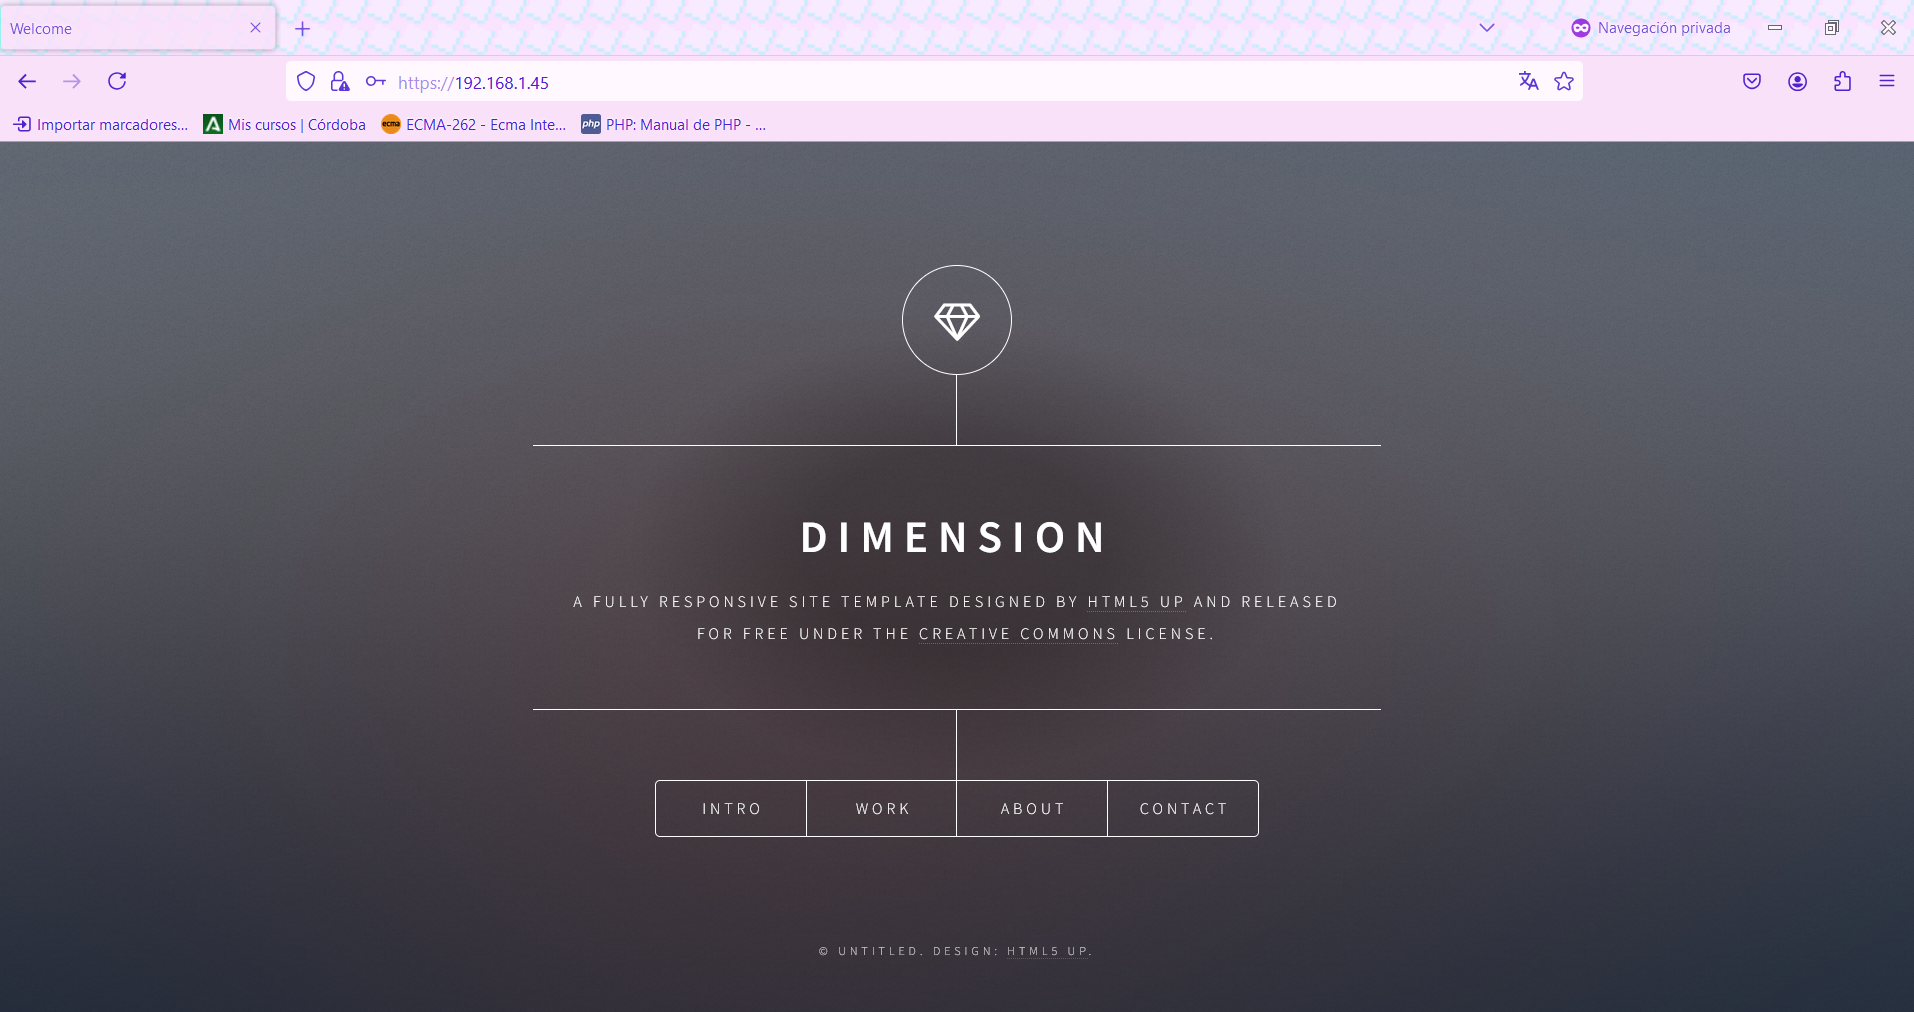 Welcome
Navegación privada
https://192.168.1.45
Importar marcadores...
Mis cursos | Córdoba
ecma
ECMA-262 - Ecma Inte...
php
PHP: Manual de PHP - ...
DIMENSION
A FULLY RESPONSIVE SITE TEMPLATE DESIGNED BY HTML5 UP AND RELEASED
FOR FREE UNDER THE CREATIVE COMMONS LICENSE.
INTRO
WORK
ABOUT
CONTACT
© UNTITLED. DESIGN: HTML5 UP.